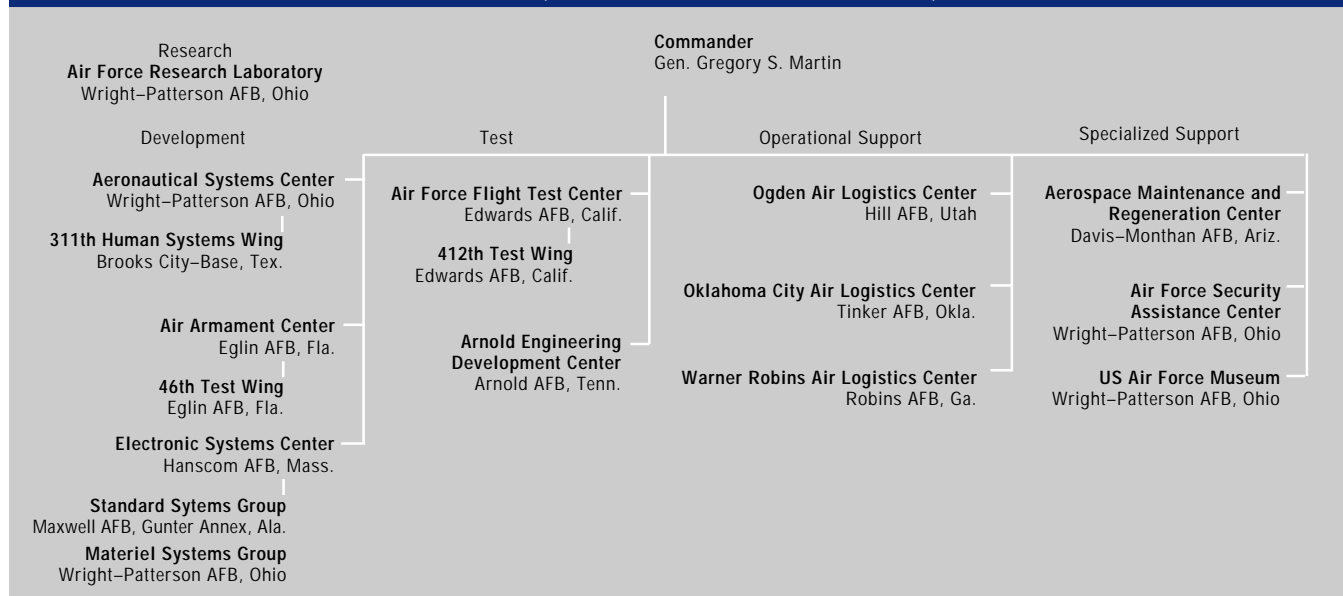 Research
Air Force Research Laboratory
Wright–Patterson AFB, Ohio
Commander
Gen. Gregory S. Martin
Development
Aeronautical Systems Center
Wright–Patterson AFB, Ohio
311th Human Systems Wing
Brooks City–Base, Tex.
Air Armament Center
Eglin AFB, Fla.
46th Test Wing
Eglin AFB, Fla.
Electronic Systems Center
Hanscom AFB, Mass.
Standard Sytems Group
Maxwell AFB, Gunter Annex, Ala.
Materiel Systems Group
Wright–Patterson AFB, Ohio
Test
Air Force Flight Test Center
Edwards AFB, Calif.
412th Test Wing
Edwards AFB, Calif.
Arnold Engineering
Development Center
Arnold AFB, Tenn.
Operational Support
Ogden Air Logistics Center
Hill AFB, Utah
Oklahoma City Air Logistics Center
Tinker AFB, Okla.
Warner Robins Air Logistics Center
Robins AFB, Ga.
Specialized Support
Aerospace Maintenance and
Regeneration Center
Davis–Monthan AFB, Ariz.
Air Force Security
Assistance Center
Wright–Patterson AFB, Ohio
US Air Force Museum
Wright–Patterson AFB, Ohio